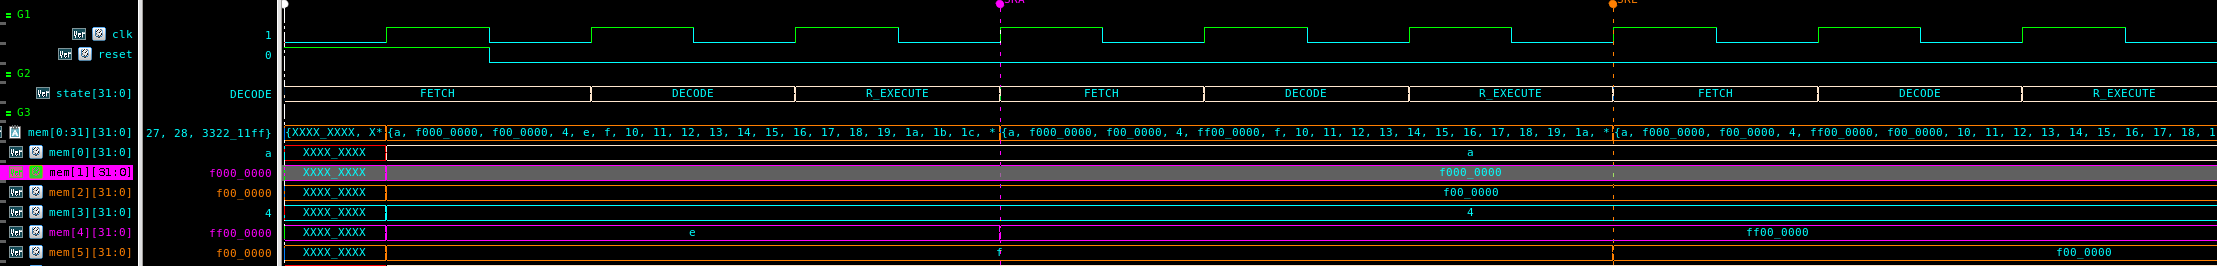 G1
clk 1
reset 0
G2
state[31:0] DECODE FETCH DECODE R_EXECUTE FETCH DECODE R_EXECUTE FETCH DECODE R_EXECUTE
G3
mem[0:31][31:0] 27, 28, 3322_11ff} {XXXX_XXXX, X* {a, f000_0000, f00_0000, 4, e, f, 10, 11, 12, 13, 14, 15, 16, 17, 18, 19, 1a, 1b, 1c, * {a, f000_0000, f00_0000, 4, ff00_0000, f, 10, 11, 12, 13, 14, 15, 16, 17, 18, 19, 1a, * {a, f000_0000, f00_0000, 4, ff00_0000, f00_0000, 10, 11, 12, 13, 14, 15, 16, 17, 18, 1
mem[0][31:0] a XXXX_XXXX a
mem[1][31:0] f000_0000 XXXX_XXXX f000_0000
mem[2][31:0] f00_0000 XXXX_XXXX f00_0000
mem[3][31:0] 4 XXXX_XXXX 4
mem[4][31:0] ff00_0000 XXXX_XXXX e ff00_0000
mem[5][31:0] f00_0000 XXXX_XXXX f f00_0000